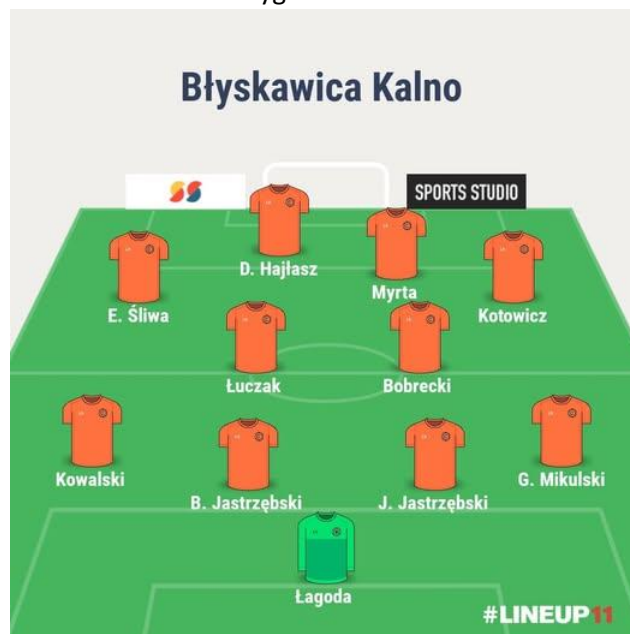 Błyskawica Kalno
SPORTS STUDIO
D. Hajłasz
Myrta
E. Śliwa
Kotowicz
Łuczak
Bobrecki
Kowalski
G. Mikulski
B. Jastrzębski
J. Jastrzębski
Łagoda
#LINEUP11